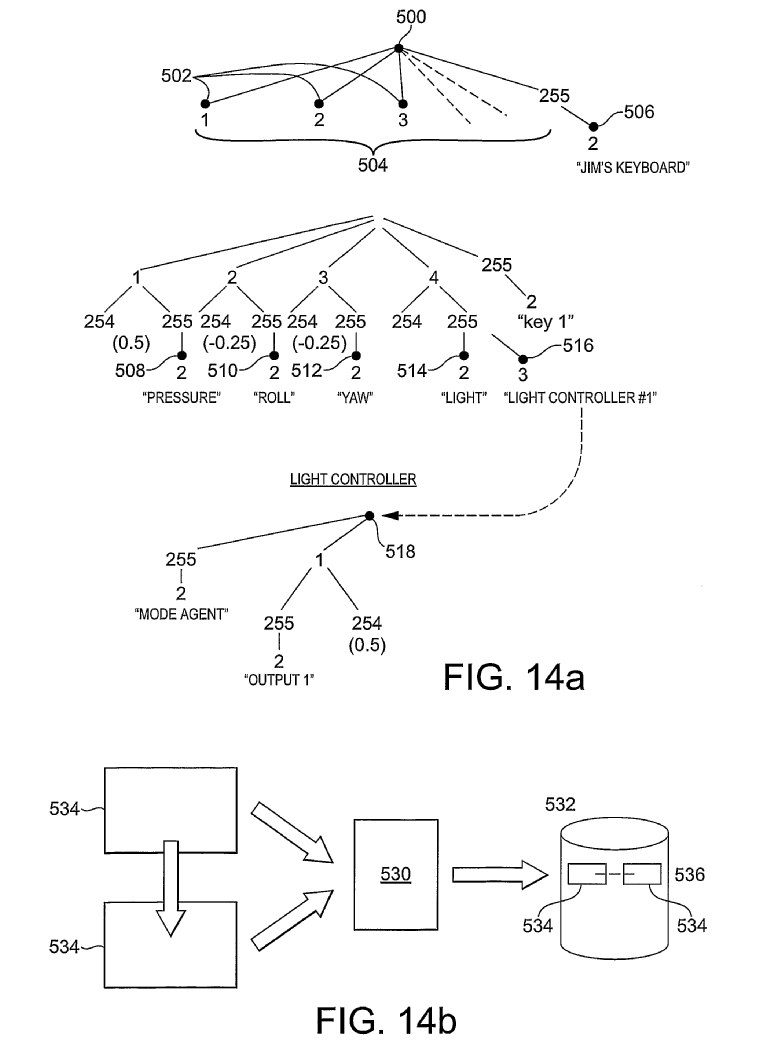 500
502
255
1 2 3
506
504
2
"JIM'S KEYBOARD"
1 2 3 4 255
2
254 255 254 255 254 255 254 255 "key 1"
(0.5) (-0.25) (-0.25)
508 510 512 514 516
2 2 2 2 3
"PRESSURE" "ROLL" "YAW" "LIGHT" "LIGHT CONTROLLER #1"
LIGHT CONTROLLER
518
255 1
2
"MODE AGENT"
255 254
(0.5)
2
"OUTPUT 1"
FIG. 14a
534
532
530
536
534 534
534
FIG. 14b